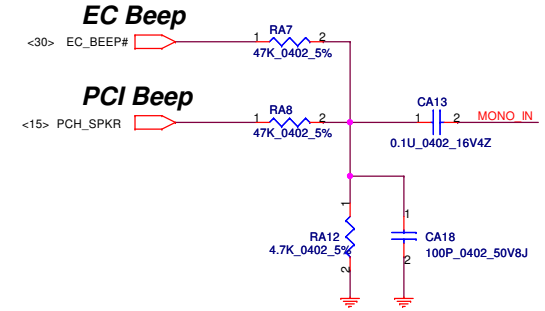 EC Beep
<30> EC_BEEP#
1 RA7 2
47K_0402_5%
PCI Beep
<15> PCH_SPKR
1 RA8 2
47K_0402_5%
CA13
1 2 MONO_IN
0.1U_0402_16V4Z
1
RA12
4.7K_0402_5%
2
1
CA18
100P_0402_50V8J
2